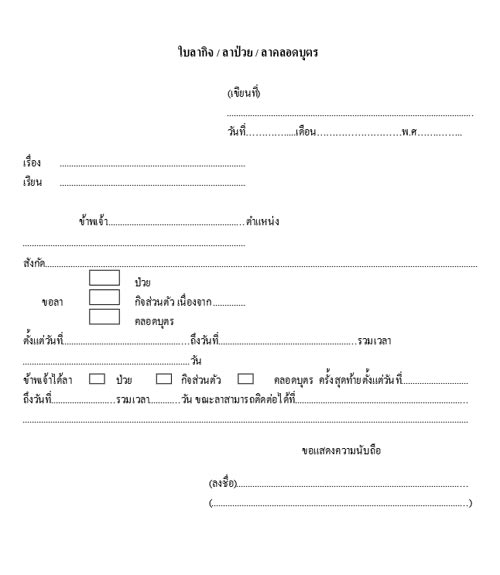 ใบลากิจ / ลาป่วย / ลาคลอดบุตร
(เขียนที่)
..........................................................................................
วันที่..................เดือน..............................พ.ศ................
เรื่อง ....................................................................
เรียน ....................................................................
ข้าพเจ้า..................................................ตำแหน่ง
..................................................................................
สังกัด................................................................................................................................................................
ป่วย
ขอลา กิจส่วนตัว เนื่องจาก............
คลอดบุตร
ตั้งแต่วันที่................................................ถึงวันที่....................................................รวมเวลา
..............................................................วัน
ข้าพเจ้าได้ลา ป่วย กิจส่วนตัว คลอดบุตร ครั้งสุดท้ายตั้งแต่วันที่.........................
ถึงวันที่........................รวมเวลา............วัน ขณะลาสามารถติดต่อได้ที่................................................................
....................................................................................................................................................................
ขอแสดงความนับถือ
(ลงชื่อ).....................................................................................
(...............................................................................................)